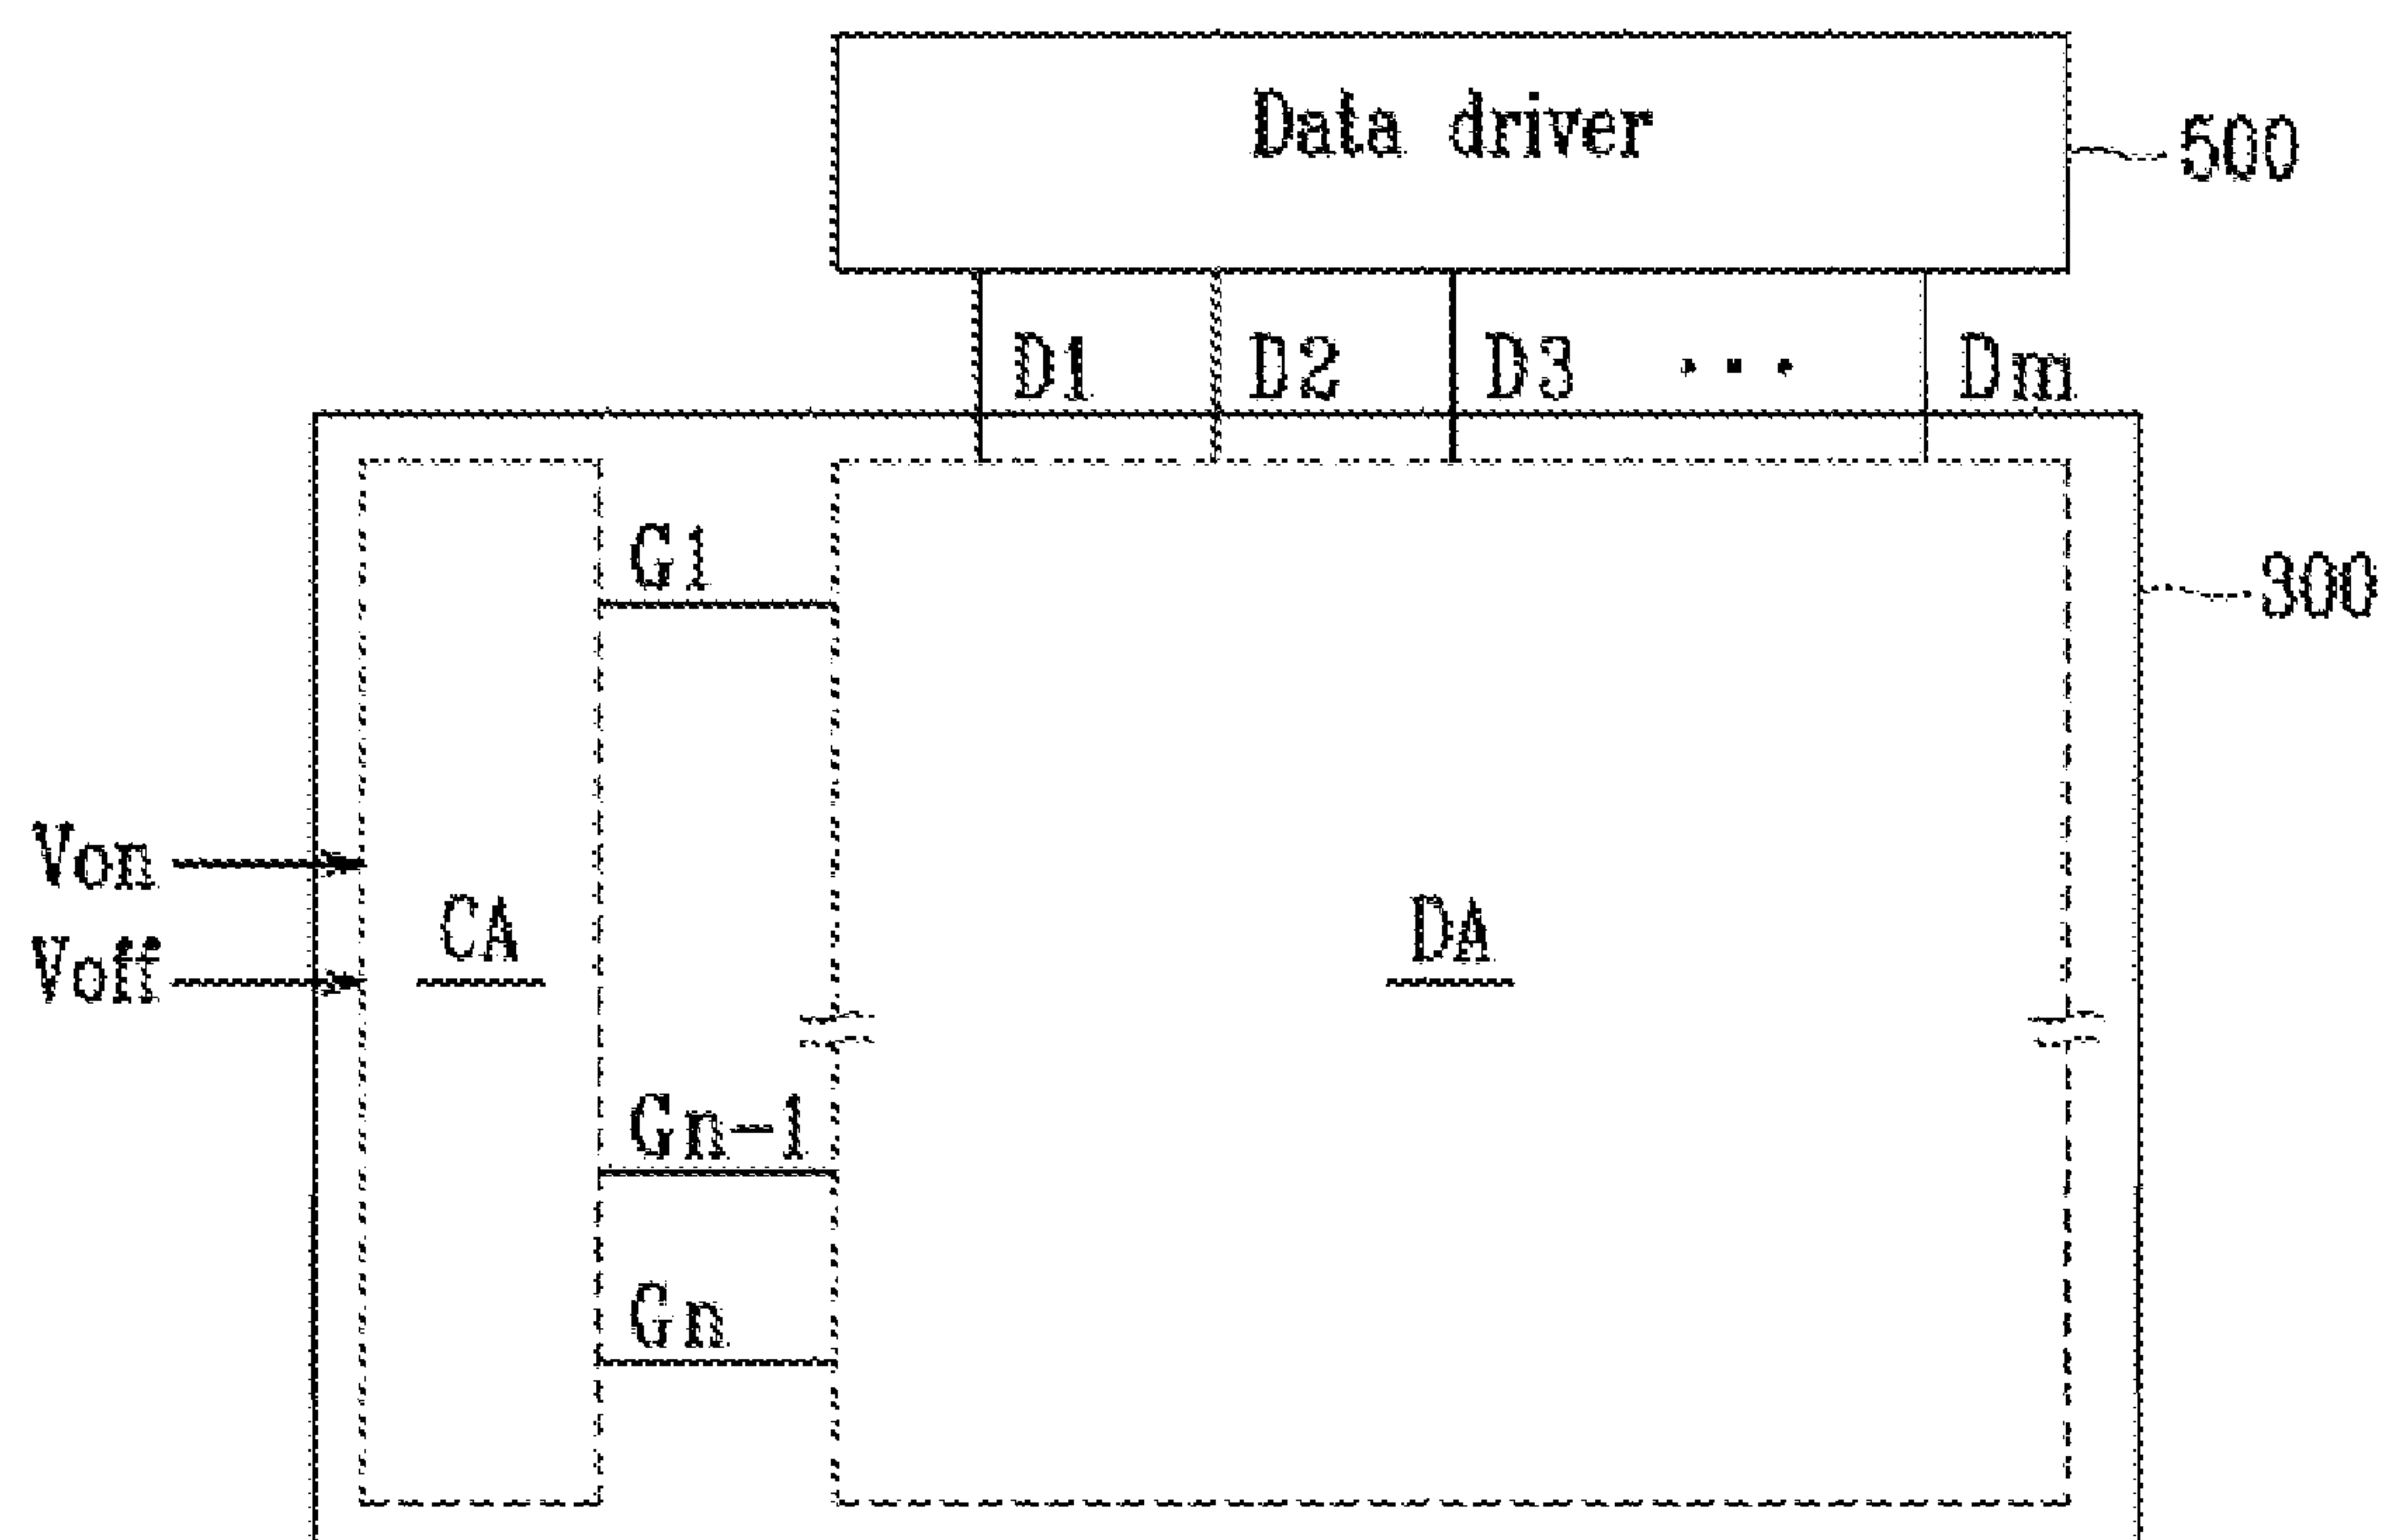 Data driver
500
D1 D2 D3 ... Dm
G1
300
Von
CA
DA
Voff
Gn-1
Gn